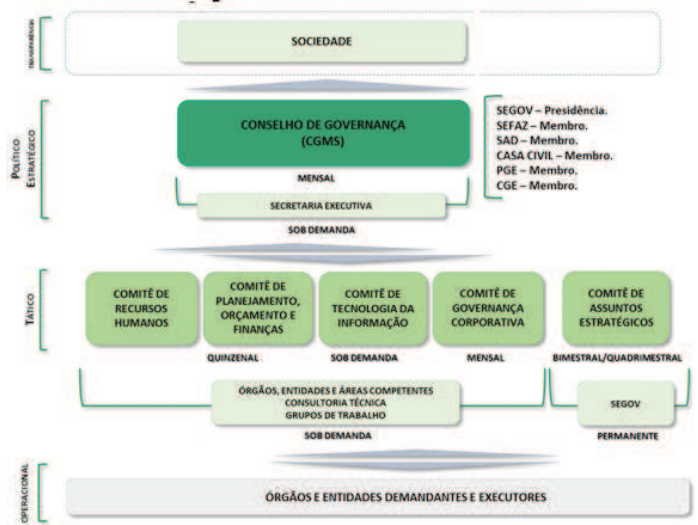 TRANSPARÊNCIA
SOCIEDADE
POLÍTICO
ESTRATÉGICO
CONSELHO DE GOVERNANÇA
(CGMS)
MENSAL
SECRETARIA EXECUTIVA
SOB DEMANDA
SEGOV – Presidência.
SEFAZ – Membro.
SAD – Membro.
CASA CIVIL – Membro.
PGE – Membro.
CGE – Membro.
TÁTICO
COMITÊ DE
RECURSOS
HUMANOS
COMITÊ DE
PLANEJAMENTO,
ORÇAMENTO E
FINANÇAS
COMITÊ DE
TECNOLOGIA DA
INFORMAÇÃO
COMITÊ DE
GOVERNANÇA
CORPORATIVA
COMITÊ DE
ASSUNTOS
ESTRATÉGICOS
QUINZENAL
SOB DEMANDA
MENSAL
BIMESTRAL/QUADRIMESTRAL
ÓRGÃOS, ENTIDADES E ÁREAS COMPETENTES
CONSULTORIA TÉCNICA
GRUPOS DE TRABALHO
SOB DEMANDA
SEGOV
PERMANENTE
OPERACIONAL
ÓRGÃOS E ENTIDADES DEMANDANTES E EXECUTORES